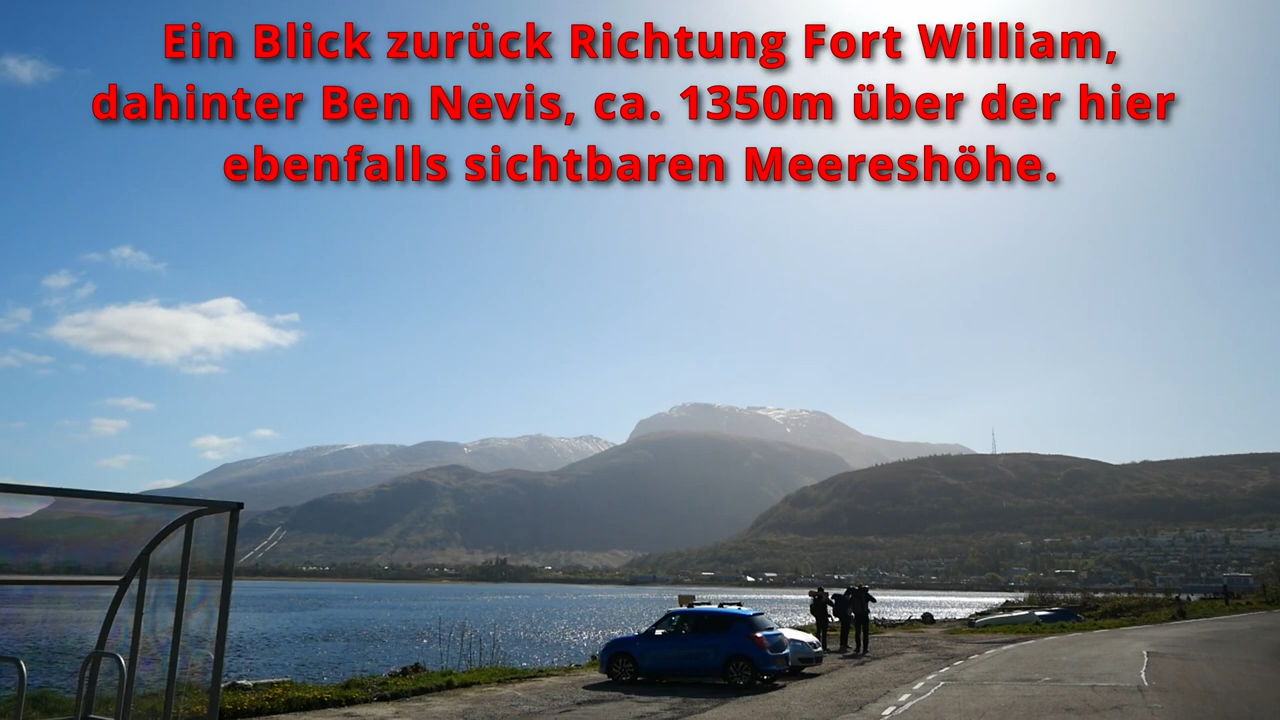 Ein Blick zurück Richtung Fort William,
dahinter Ben Nevis, ca. 1350m über der hier
ebenfalls sichtbaren Meereshöhe.